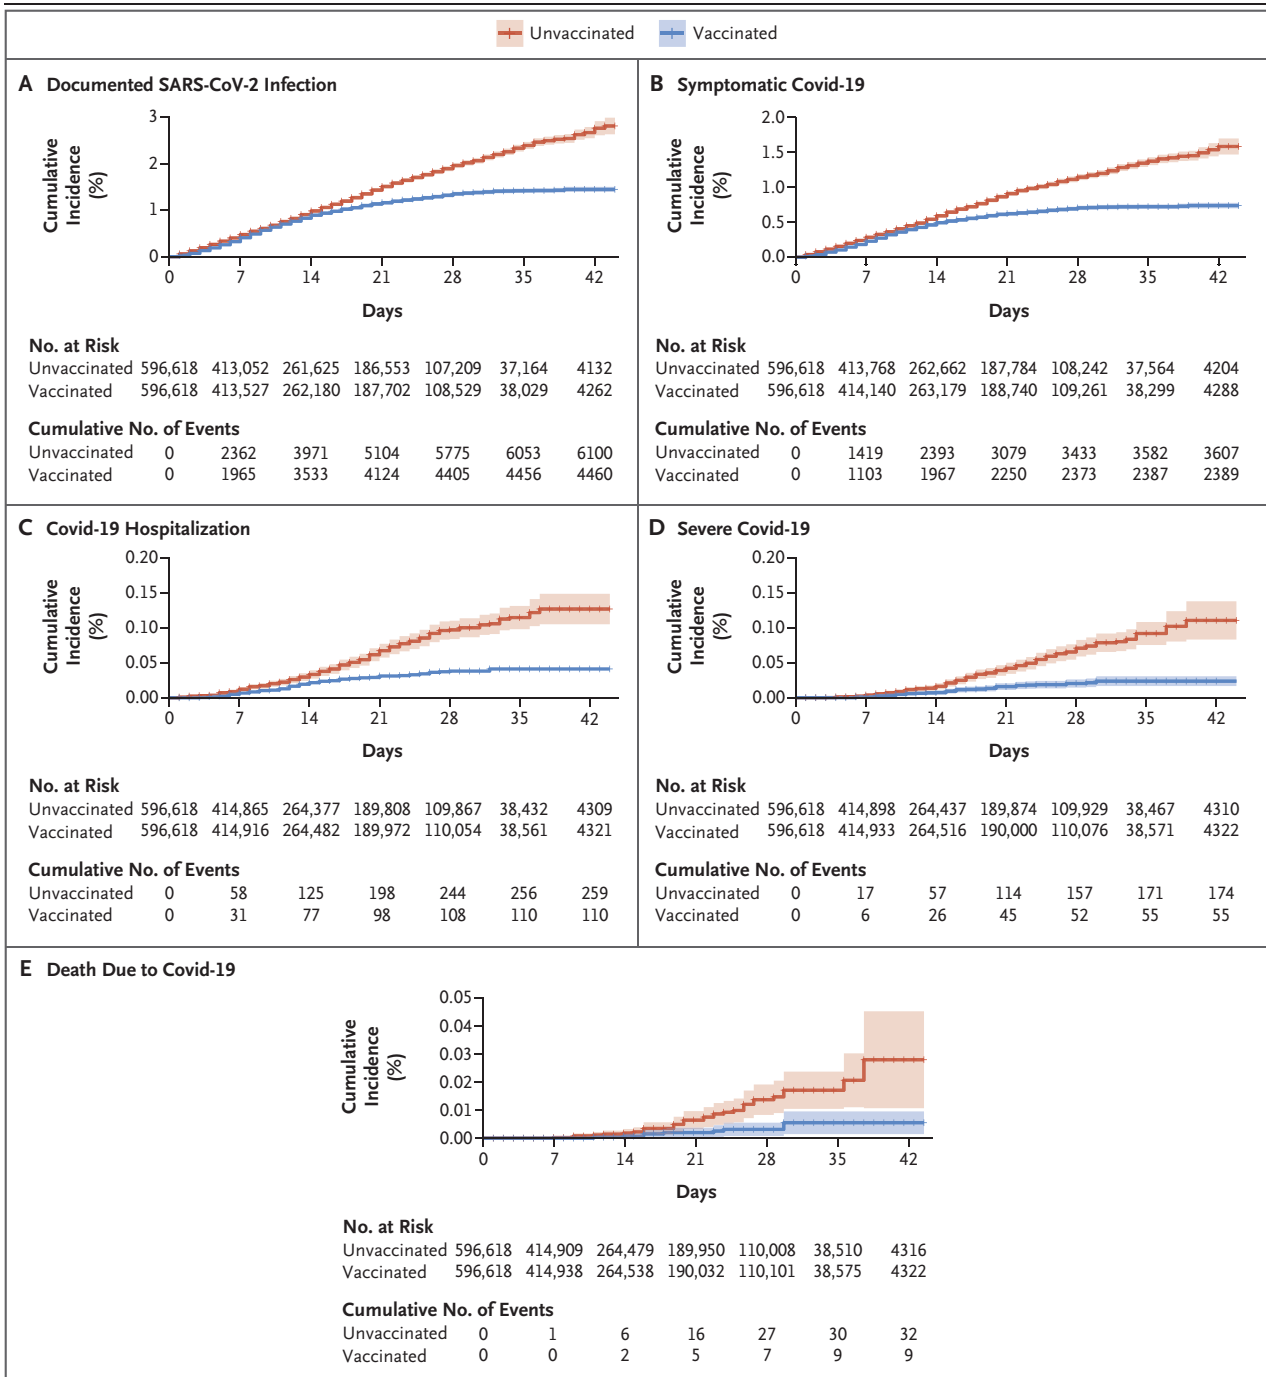 Unvaccinated Vaccinated
A Documented SARS-CoV-2 Infection
Cumulative Incidence (%)
3
2
1
0
0 7 14 21 28 35 42
Days
No. at Risk
Unvaccinated 596,618 413,052 261,625 186,553 107,209 37,164 4132
Vaccinated 596,618 413,527 262,180 187,702 108,529 38,029 4262
Cumulative No. of Events
Unvaccinated 0 2362 3971 5104 5775 6053 6100
Vaccinated 0 1965 3533 4124 4405 4456 4460
B Symptomatic Covid-19
Cumulative Incidence (%)
2.0
1.5
1.0
0.5
0.0
0 7 14 21 28 35 42
Days
No. at Risk
Unvaccinated 596,618 413,768 262,662 187,784 108,242 37,564 4204
Vaccinated 596,618 414,140 263,179 188,740 109,261 38,299 4288
Cumulative No. of Events
Unvaccinated 0 1419 2393 3079 3433 3582 3607
Vaccinated 0 1103 1967 2250 2373 2387 2389
C Covid-19 Hospitalization
Cumulative Incidence (%)
0.20
0.15
0.10
0.05
0.00
0 7 14 21 28 35 42
Days
No. at Risk
Unvaccinated 596,618 414,865 264,377 189,808 109,867 38,432 4309
Vaccinated 596,618 414,916 264,482 189,972 110,054 38,561 4321
Cumulative No. of Events
Unvaccinated 0 58 125 198 244 256 259
Vaccinated 0 31 77 98 108 110 110
D Severe Covid-19
Cumulative Incidence (%)
0.20
0.15
0.10
0.05
0.00
0 7 14 21 28 35 42
Days
No. at Risk
Unvaccinated 596,618 414,898 264,437 189,874 109,929 38,467 4310
Vaccinated 596,618 414,933 264,516 190,000 110,076 38,571 4322
Cumulative No. of Events
Unvaccinated 0 17 57 114 157 171 174
Vaccinated 0 6 26 45 52 55 55
E Death Due to Covid-19
Cumulative Incidence (%)
0.05
0.04
0.03
0.02
0.01
0.00
0 7 14 21 28 35 42
Days
No. at Risk
Unvaccinated 596,618 414,909 264,479 189,950 110,008 38,510 4316
Vaccinated 596,618 414,938 264,538 190,032 110,101 38,575 4322
Cumulative No. of Events
Unvaccinated 0 1 6 16 27 30 32
Vaccinated 0 0 2 5 7 9 9